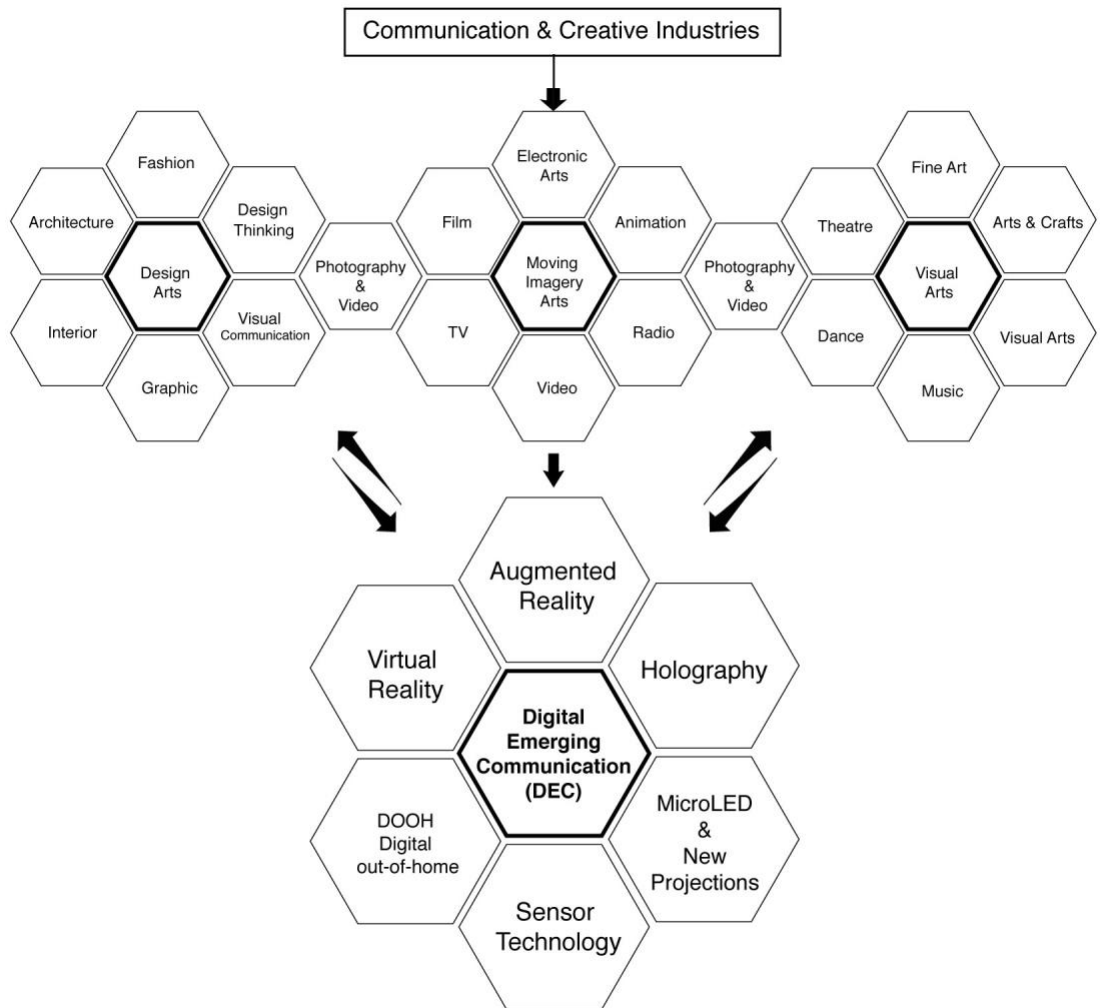 Communication & Creative Industries
Fashion
Architecture
Design
Thinking
Design
Arts
Interior
Visual
Communication
Graphic
Photography
&
Video
Electronic
Arts
Film
Animation
Moving
Imagery
Arts
TV
Radio
Video
Photography
&
Video
Fine Art
Theatre
Arts & Crafts
Visual
Arts
Dance
Visual Arts
Music
Augmented
Reality
Virtual
Reality
Holography
Digital
Emerging
Communication
(DEC)
DOOH
Digital
out-of-home
MicroLED
&
New
Projections
Sensor
Technology